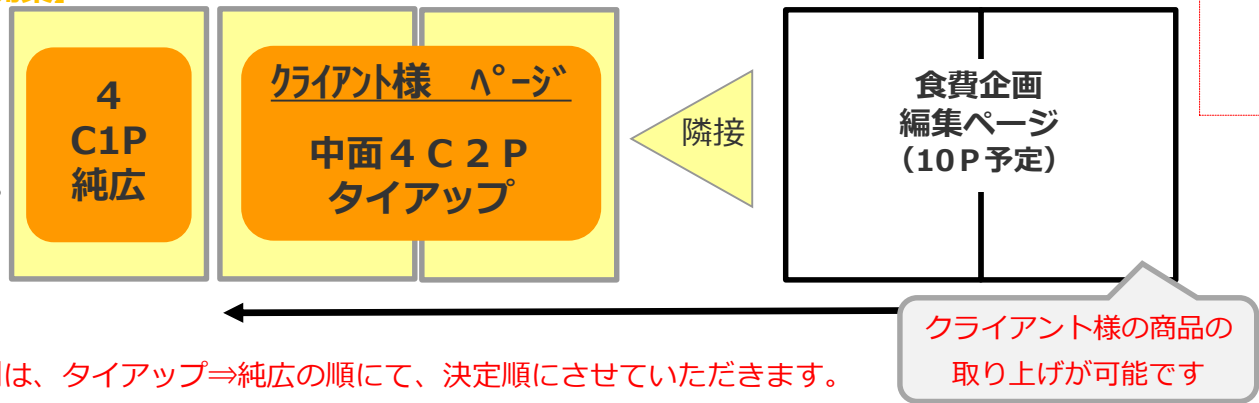 4
C1P
純広
クライアント様　ページ
中面４Ｃ２Ｐ
タイアップ
隣接
食費企画
編集ページ
（10Ｐ予定）
クライアント様の商品の
取り上げが可能です
は、タイアップ⇒純広の順にて、決定順にさせていただきます。